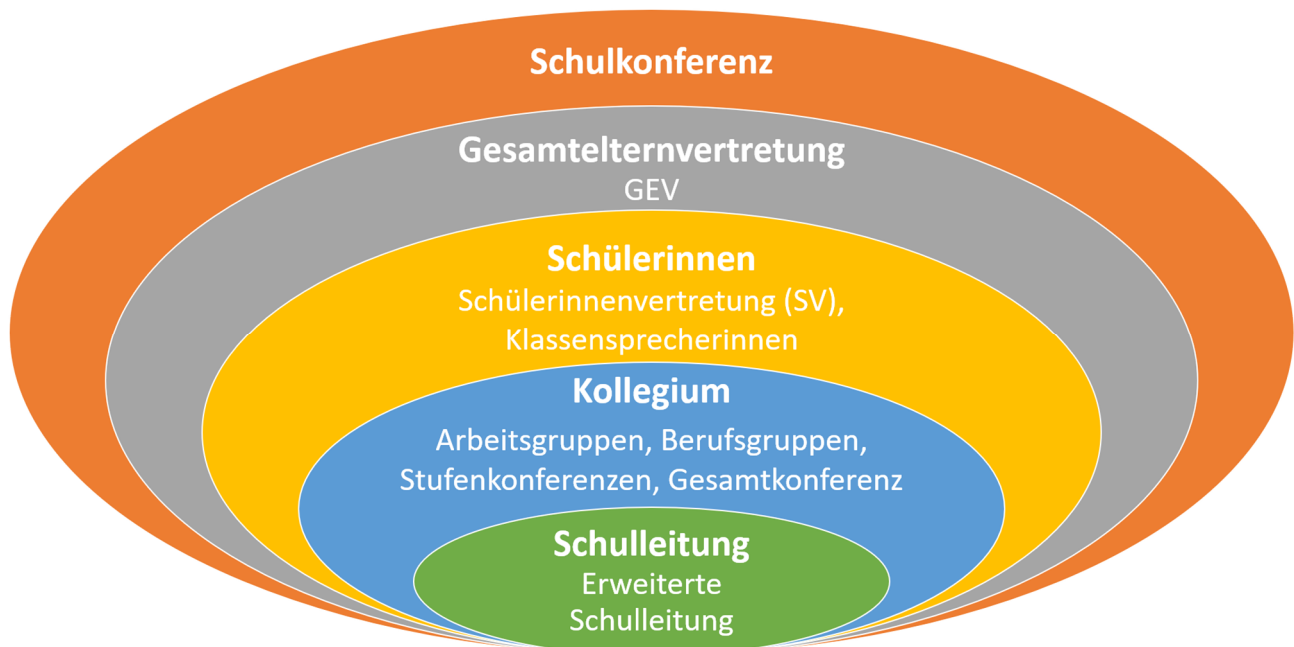 Schulkonferenz
Gesamtelternvertretung
GEV
Schülerinnen
Schülerinnenvertretung (SV),
Klassensprecherinnen
Kollegium
Arbeitsgruppen, Berufsgruppen,
Stufenkonferenzen, Gesamtkonferenz
Schulleitung
Erweiterte
Schulleitung